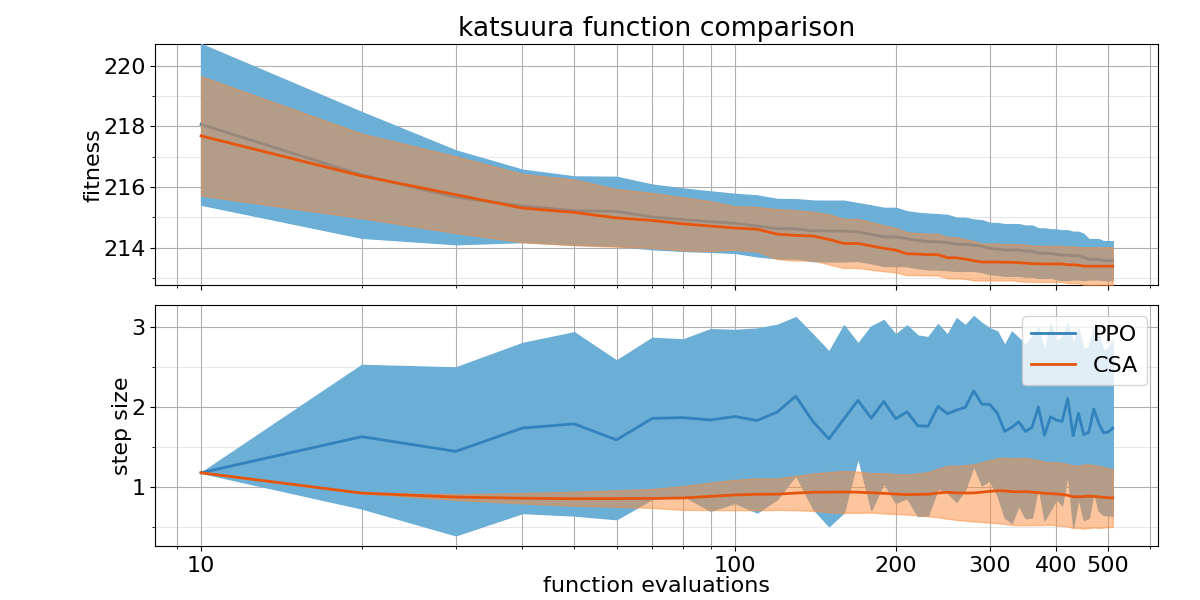 katsuura function comparison
220
218
216
214
fitness
3
2
1
step size
PPO
CSA
10
100
200
300
400
500
function evaluations